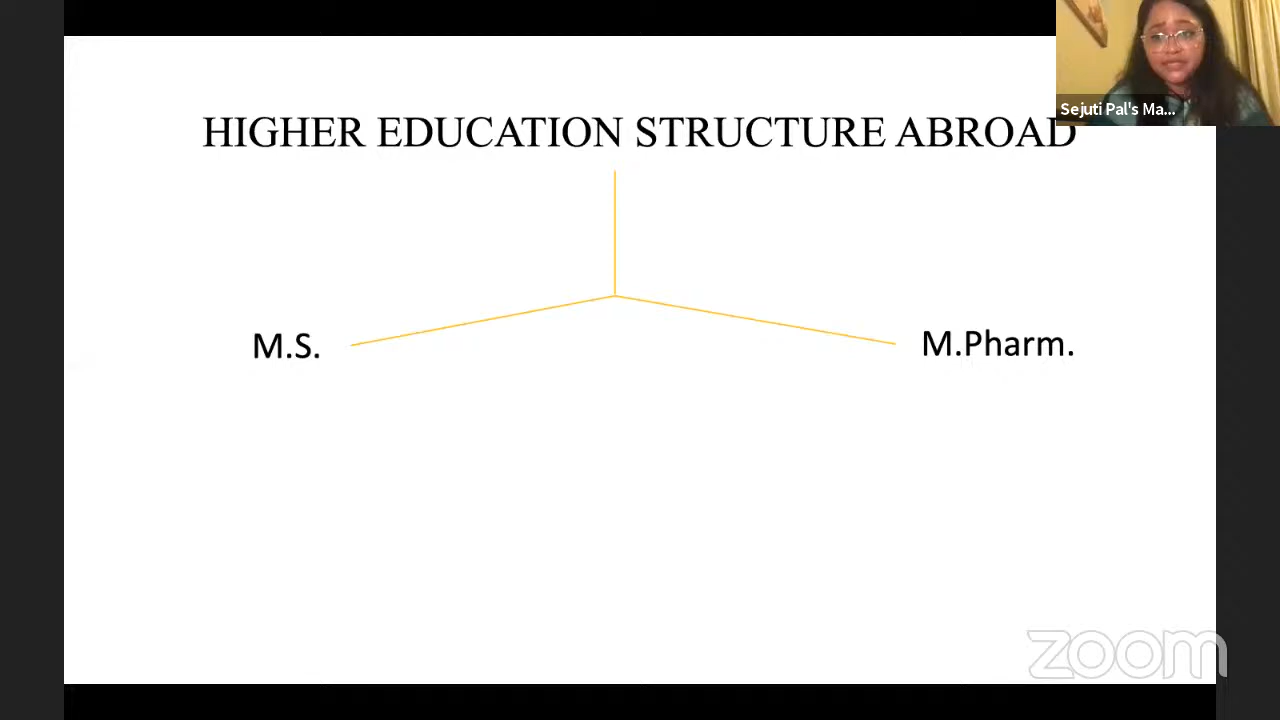 Sejuti Pal's Ma...
HIGHER EDUCATION STRUCTURE ABROAD
M.S.
M.Pharm.
zoom